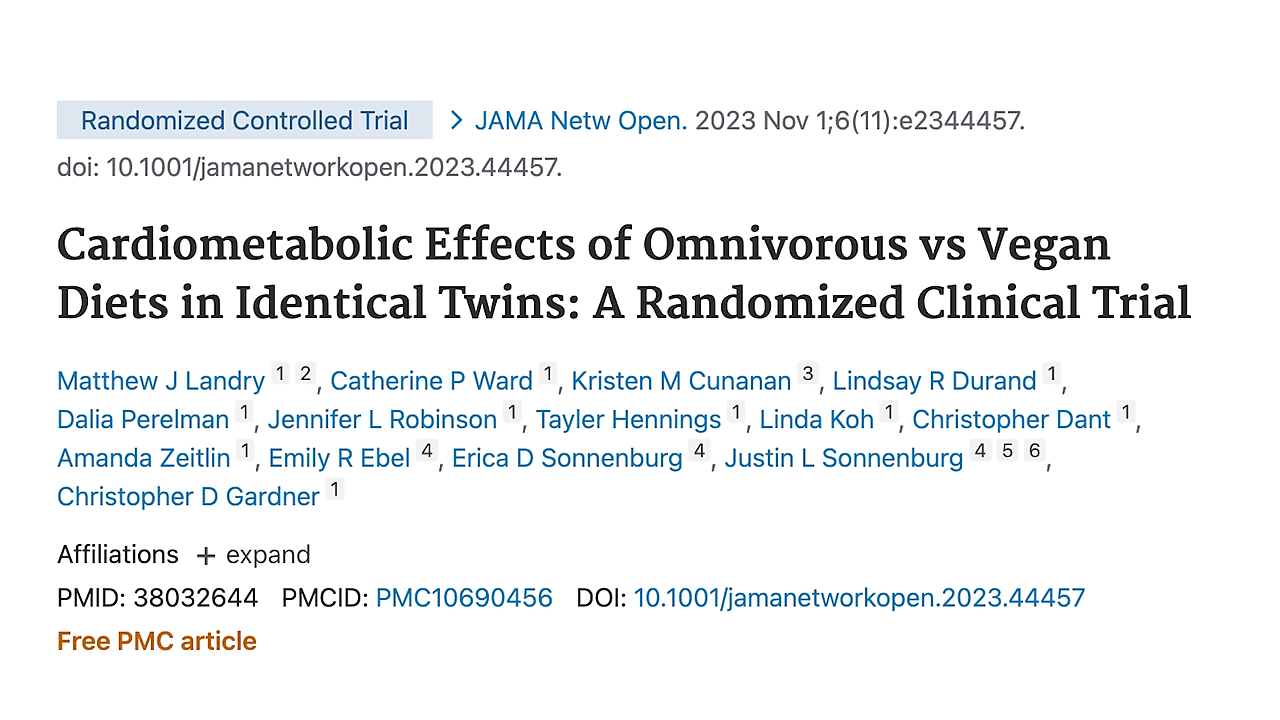 Randomized Controlled Trial > JAMA Netw Open. 2023 Nov 1;6(11):e2344457.
doi: 10.1001/jamanetworkopen.2023.44457.
Cardiometabolic Effects of Omnivorous vs Vegan
Diets in Identical Twins: A Randomized Clinical Trial
Matthew J Landry 1 2, Catherine P Ward 1, Kristen M Cunanan 3, Lindsay R Durand 1,
Dalia Perelman 1, Jennifer L Robinson 1, Tayler Hennings 1, Linda Koh 1, Christopher Dant 1,
Amanda Zeitlin 1, Emily R Ebel 4, Erica D Sonnenburg 4, Justin L Sonnenburg 4 5 6,
Christopher D Gardner 1
Affiliations + expand
PMID: 38032644 PMCID: PMC10690456 DOI: 10.1001/jamanetworkopen.2023.44457
Free PMC article